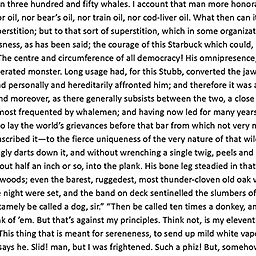 n three hundred and fifty whales. I account that man more honora
or oil, nor bear's oil, nor train oil, nor cod-liver oil. What then can it
perstition; but to that sort of superstition, which in some organizat
sness, as has been said; the courage of this Starbuck which could,
The centre and circumference of all democracy! His omnipresence,
erated monster. Long usage had, for this Stubb, converted the jaw
d personally and hereditarily affronted him; and therefore it was a
nd moreover, as there generally subsists between the two, a close
most frequented by whalemen; and having now led for many years
o lay the world's grievances before that bar from which not very n
nscribed it—to the fierce uniqueness of the very nature of that wild
gly darts down it, and without wrenching a single twig, peels and
out half an inch or so, into the plank. His bone leg steadied in that
woods; even the barest, ruggedest, most thunder-cloven old oak w
e night were set, and the band on deck sentinelled the slumbers of
tamely be called a dog, sir." "Then be called ten times a donkey, an
k of 'em. But that's against my principles. Think not, is my elevent
This thing that is meant for sereneness, to send up mild white vapo
says he. Slid! man, but I was frightened. Such a phiz! But, somehov